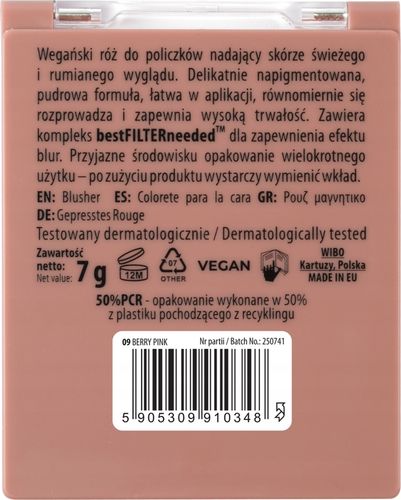 Wegański róż do policzków nadający skórze świeżego
i rumianego wyglądu. Delikatnie napigmentowana,
pudrowa formuła, łatwa w aplikacji, równomiernie się
rozprowadza i zapewnia wysoką trwałość. Zawiera
kompleks bestFILTERneeded™ dla zapewnienia efektu
blur. Przyjazne środowisku opakowanie wielokrotnego
użytku – po zużyciu produktu wystarczy wymienić wkład.
EN: Blusher ES: Colorete para la cara GR: Ρουζ μαγνητικο
DE: Gepresstes Rouge
Testowany dermatologicznie / Dermatologically tested
Zawartość
netto:
Net value: 7 g
12M
07
OTHER
VEGAN
WIBO
Kartuzy, Polska
MADE IN EU
50%PCR - opakowanie wykonane w 50%
z plastiku pochodzącego z recyklingu
09 BERRY PINK Nr partii / Batch No.: 250741
5 905309 910348